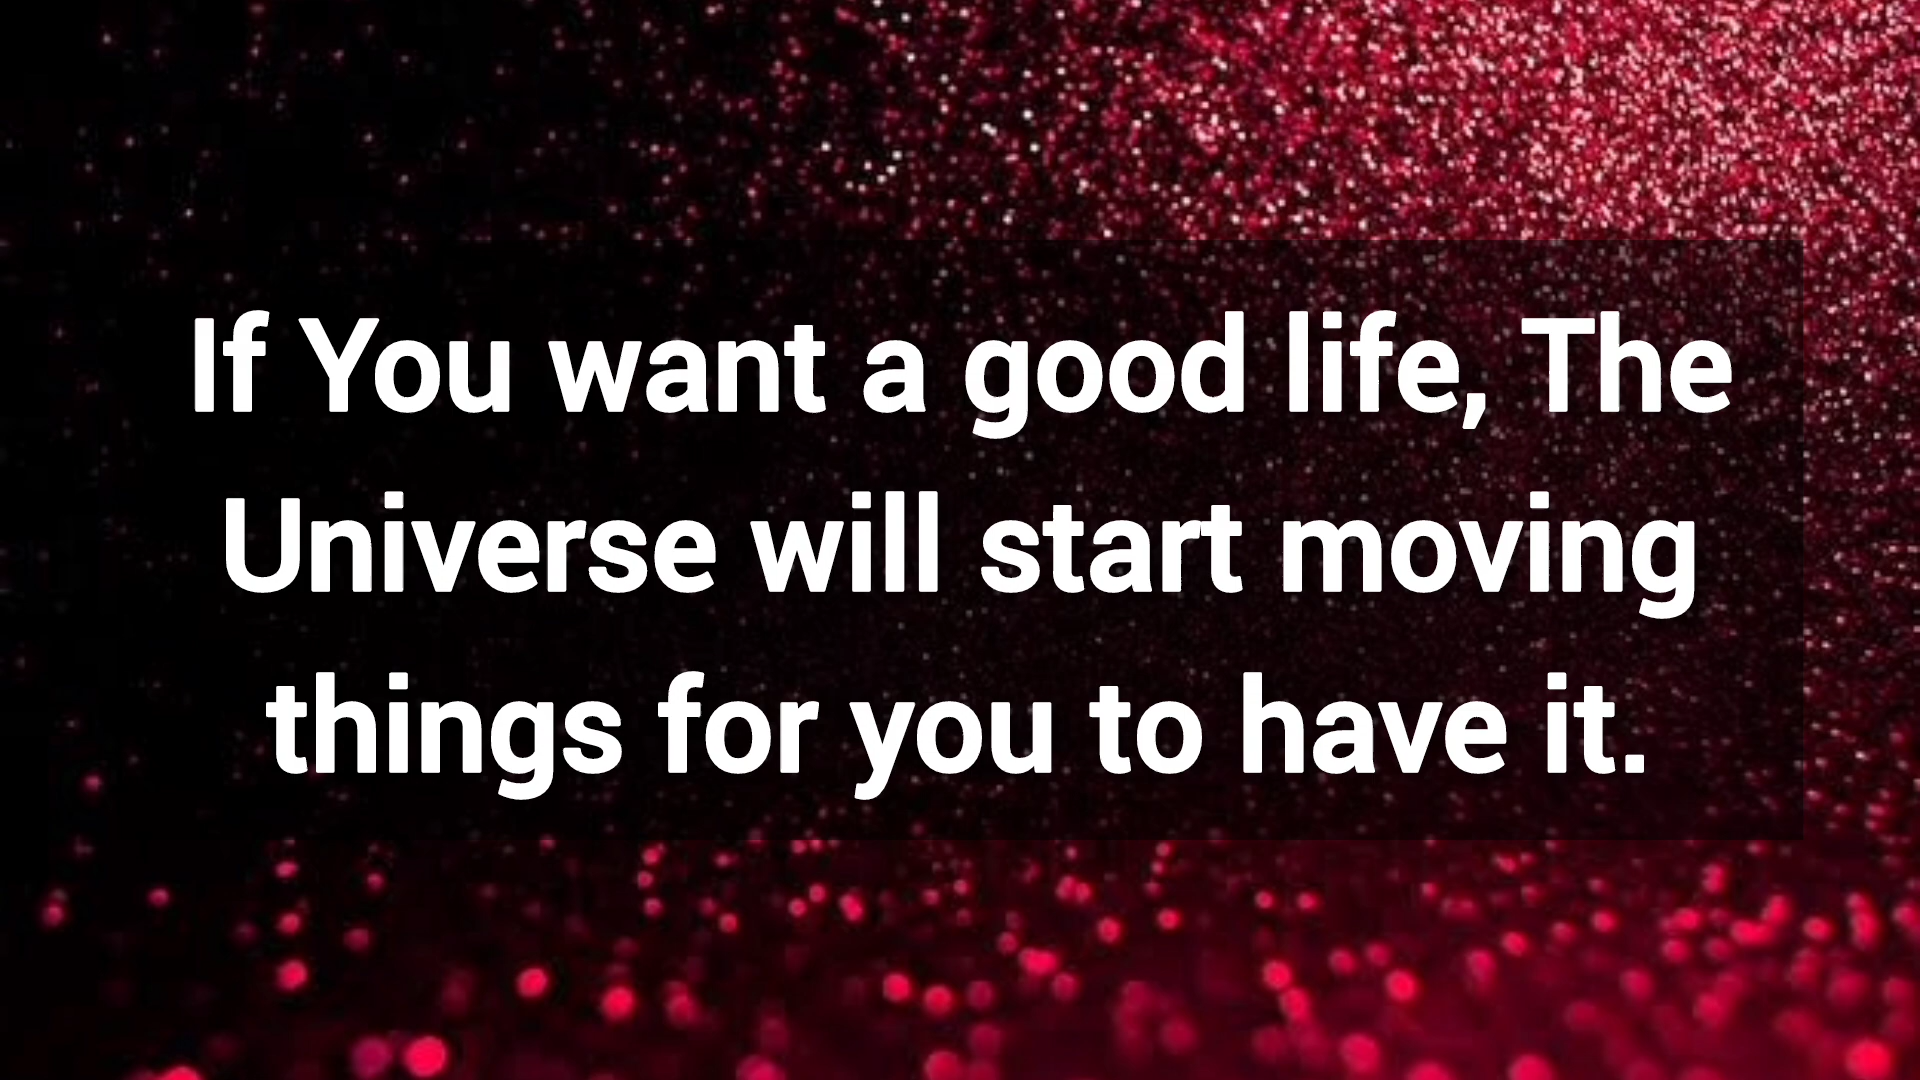 If You want a good life, The
Universe will start moving
things for you to have it.